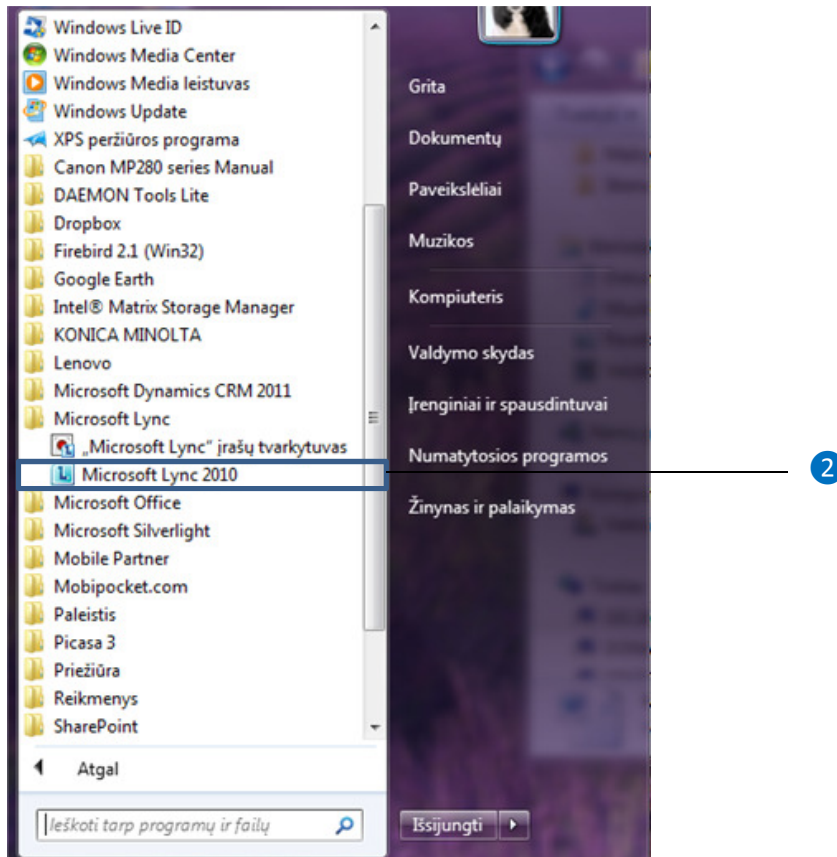 Windows Live ID
Windows Media Center
Windows Media leistuvas
Windows Update
XPS peržiūros programa
Canon MP280 series Manual
DAEMON Tools Lite
Dropbox
Firebird 2.1 (Win32)
Google Earth
Intel® Matrix Storage Manager
KONICA MINOLTA
Lenovo
Microsoft Dynamics CRM 2011
Microsoft Lync
„Microsoft Lync“ įrašų tvarkytuvas
Microsoft Lync 2010
Microsoft Office
Microsoft Silverlight
Mobile Partner
Mobipocket.com
Paleistis
Picasa 3
Priežiūra
Reikmenys
SharePoint
Atgal
Ieškoti tarp programų ir failų
Grita
Dokumentų
Paveikslėliai
Muzikos
Kompiuteris
Valdymo skydas
Įrenginiai ir spausdintuvai
Numatytosios programos
Žinynas ir palaikymas
Išsijungti
2